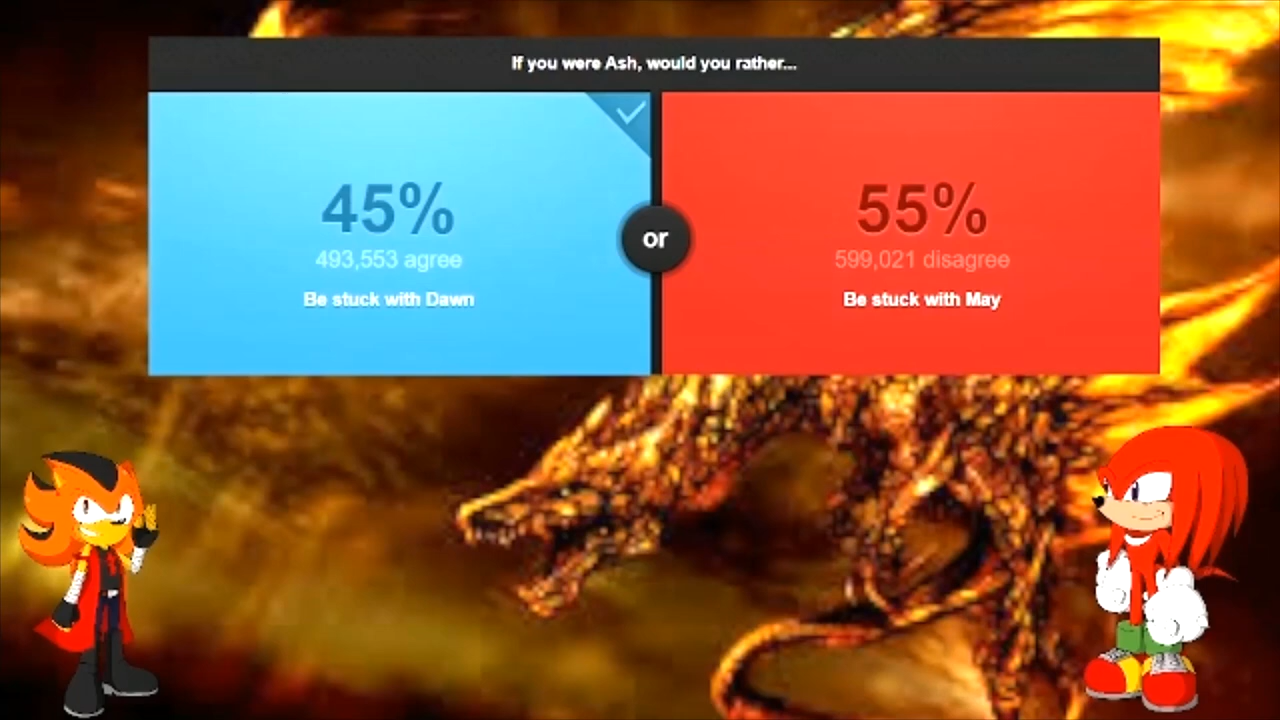 If you were Ash, would you rather...
45%
493,553 agree
Be stuck with Dawn
or
55%
599,021 disagree
Be stuck with May